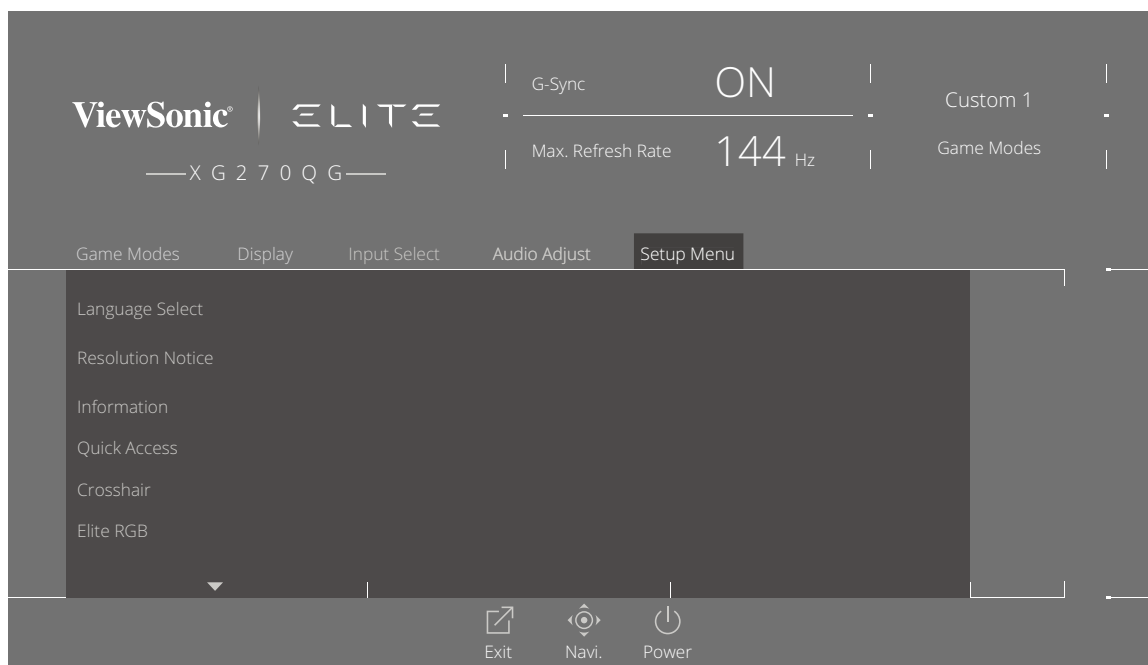 ViewSonic® ELITE
XG270QG
G-Sync ON
Max. Refresh Rate 144 Hz
Custom 1
Game Modes
Game Modes Display Input Select Audio Adjust Setup Menu
Language Select
Resolution Notice
Information
Quick Access
Crosshair
Elite RGB
Exit Navi. Power